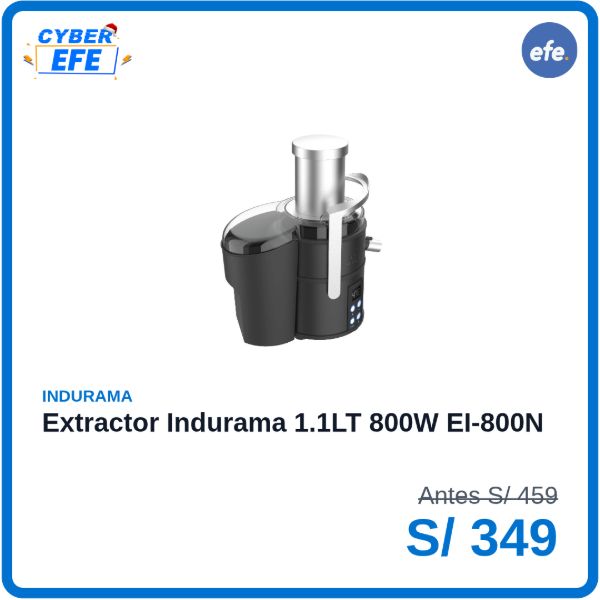 CYBER
EFE
efe.
INDURAMA
Extractor Indurama 1.1LT 800W EI-800N
Antes S/ 459
S/ 349